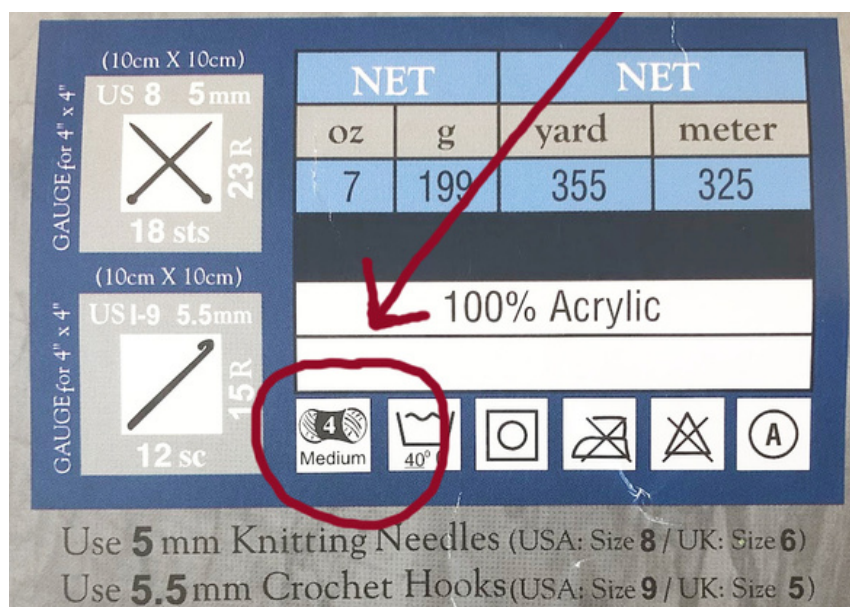 (10cm X 10cm)
GAUGE for 4" x 4"
US 8 5mm
23 R
18 sts
(10cm X 10cm)
GAUGE for 4" x 4"
US I-9 5.5mm
15 R
12 sc
NET NET
oz g yard meter
7 199 355 325
100% Acrylic
4
Medium
40°
A
Use 5 mm Knitting Needles (USA: Size 8 / UK: Size 6)
Use 5.5 mm Crochet Hooks (USA: Size 9 / UK: Size 5)